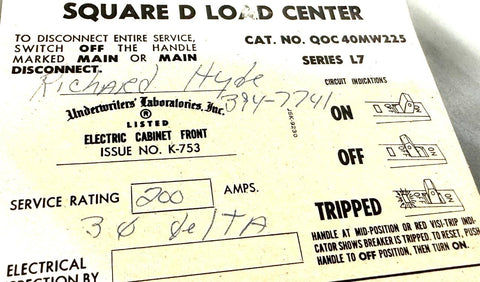 SQUARE D LOAD CENTER
TO DISCONNECT ENTIRE SERVICE,
SWITCH OFF THE HANDLE
MARKED MAIN OR MAIN
DISCONNECT.
CAT. NO. QOC40MW225
SERIES L7
Richard Hyde
394-7741
Underwriters' Laboratories, Inc.
®
LISTED
ELECTRIC CABINET FRONT
ISSUE NO. K-753
CIRCUIT INDICATIONS
ON
OFF
TRIPPED
HANDLE AT MID-POSITION OR RED VISI-TRIP INDI-
CATOR SHOWS BREAKER IS TRIPPED. TO RESET, PUSH
HANDLE TO OFF POSITION, THEN TURN ON.
SERVICE RATING 200 AMPS.
3 Ø delTA
ELECTRICAL